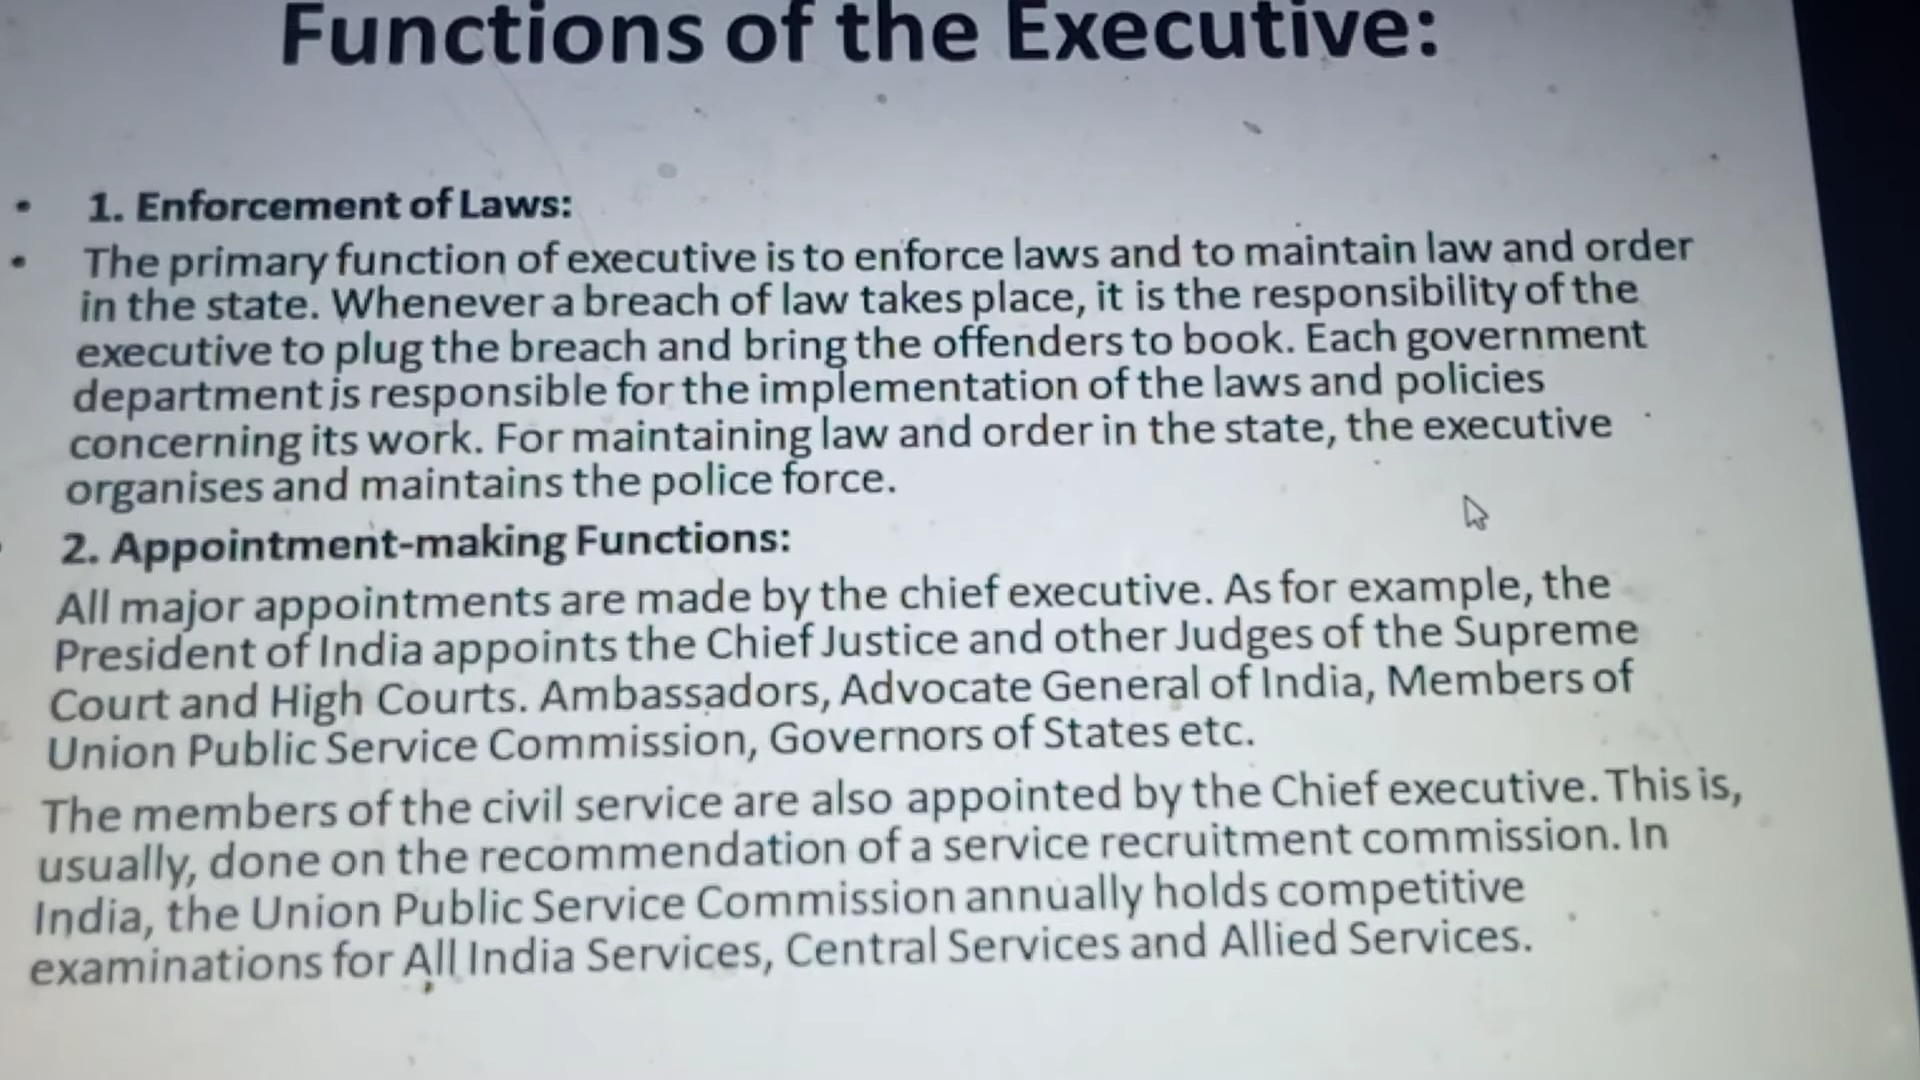 Functions of the Executive:
• 1. Enforcement of Laws:
• The primary function of executive is to enforce laws and to maintain law and order
in the state. Whenever a breach of law takes place, it is the responsibility of the
executive to plug the breach and bring the offenders to book. Each government
department is responsible for the implementation of the laws and policies
concerning its work. For maintaining law and order in the state, the executive
organises and maintains the police force.
2. Appointment-making Functions:
All major appointments are made by the chief executive. As for example, the
President of India appoints the Chief Justice and other Judges of the Supreme
Court and High Courts. Ambassadors, Advocate General of India, Members of
Union Public Service Commission, Governors of States etc.
The members of the civil service are also appointed by the Chief executive. This is,
usually, done on the recommendation of a service recruitment commission. In
India, the Union Public Service Commission annually holds competitive
examinations for All India Services, Central Services and Allied Services.